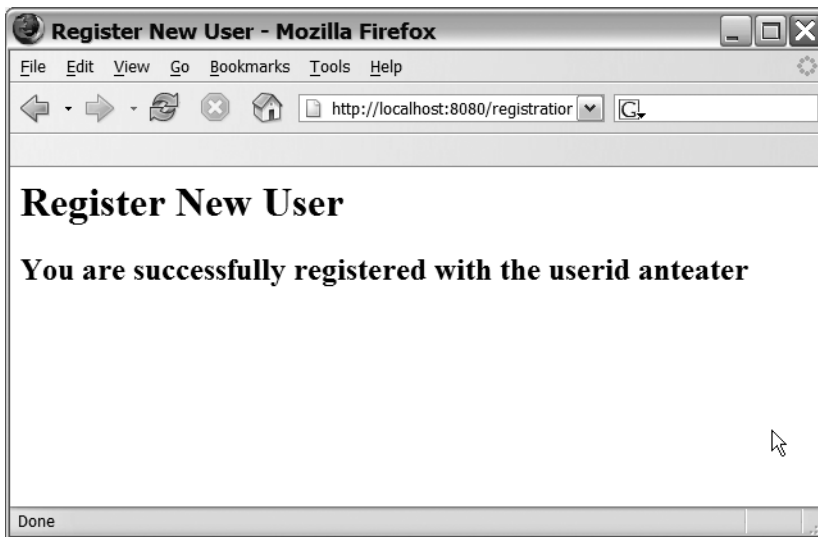 Register New User - Mozilla Firefox
File Edit View Go Bookmarks Tools Help
http://localhost:8080/registration G
Register New User
You are successfully registered with the userid anteater
Done